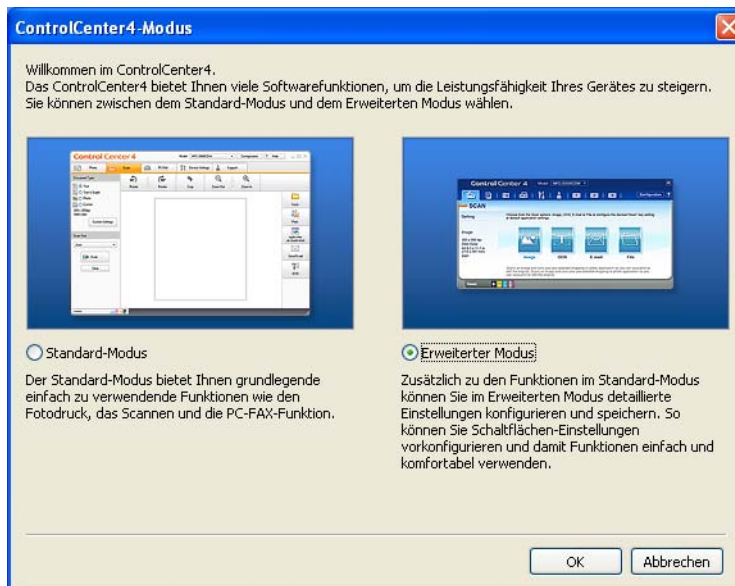 ControlCenter4-Modus
Willkommen im ControlCenter4.
Das ControlCenter4 bietet Ihnen viele Softwarefunktionen, um die Leistungsfähigkeit Ihres Gerätes zu steigern.
Sie können zwischen dem Standard-Modus und dem Erweiterten Modus wählen.
Control Center 4
Control Center 4
SCAN
Image
OCR
E-mail
File
Standard-Modus
Der Standard-Modus bietet Ihnen grundlegende
einfach zu verwendende Funktionen wie den
Fotodruck, das Scannen und die PC-FAX-Funktion.
Erweiterter Modus
Zusätzlich zu den Funktionen im Standard-Modus
können Sie im Erweiterten Modus detaillierte
Einstellungen konfigurieren und speichern. So
können Sie Schaltflächen-Einstellungen
vorkonfigurieren und damit Funktionen einfach und
komfortabel verwenden.
OK
Abbrechen